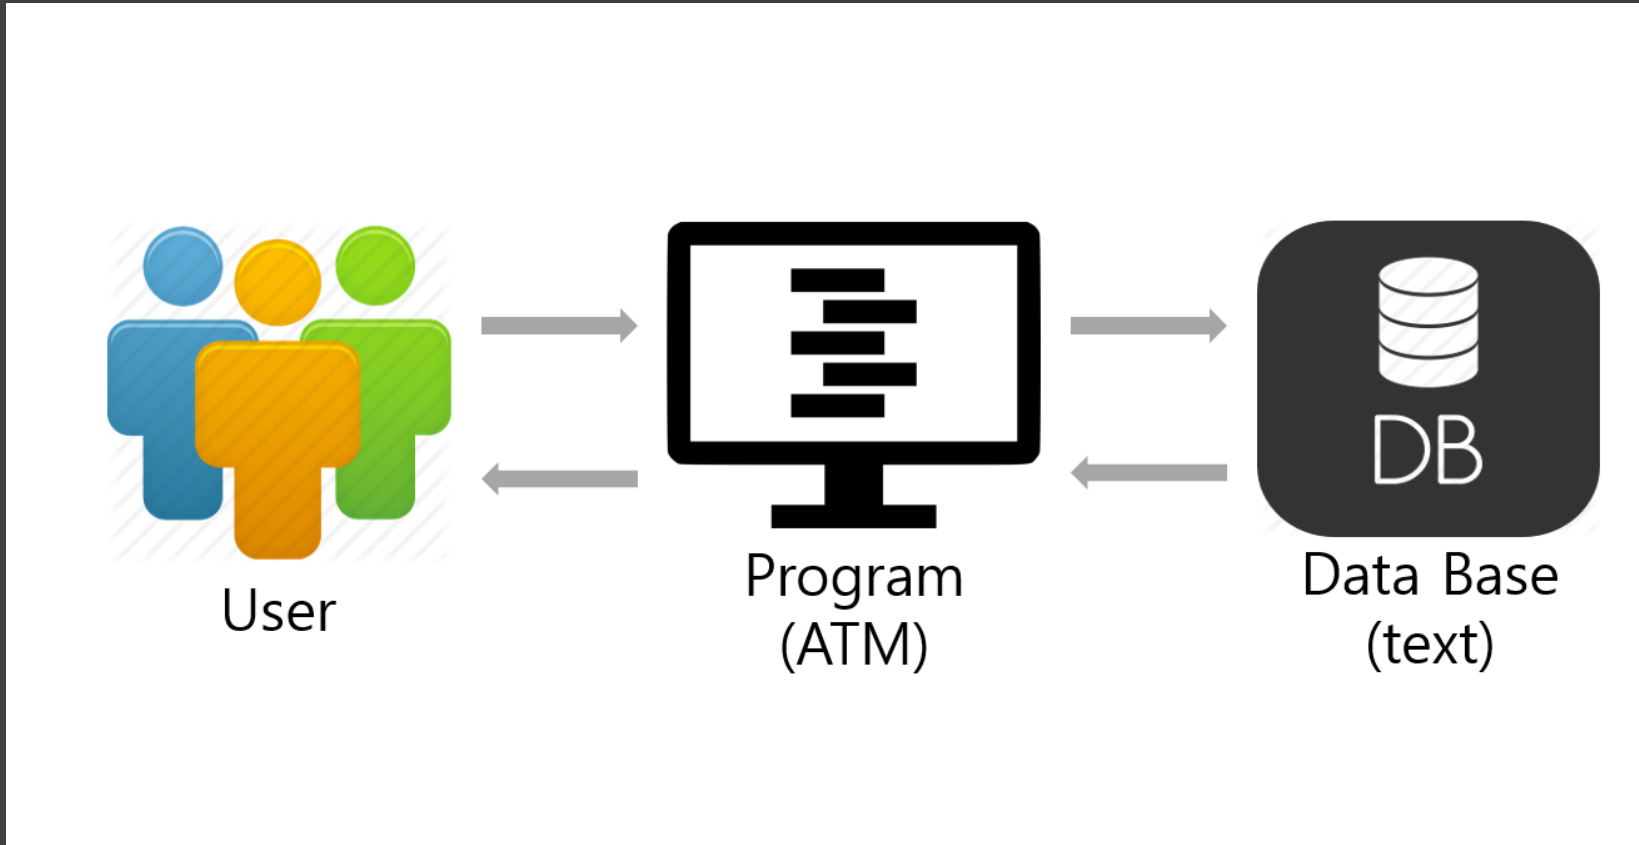 DB
User
Program
(ATM)
Data Base
(text)